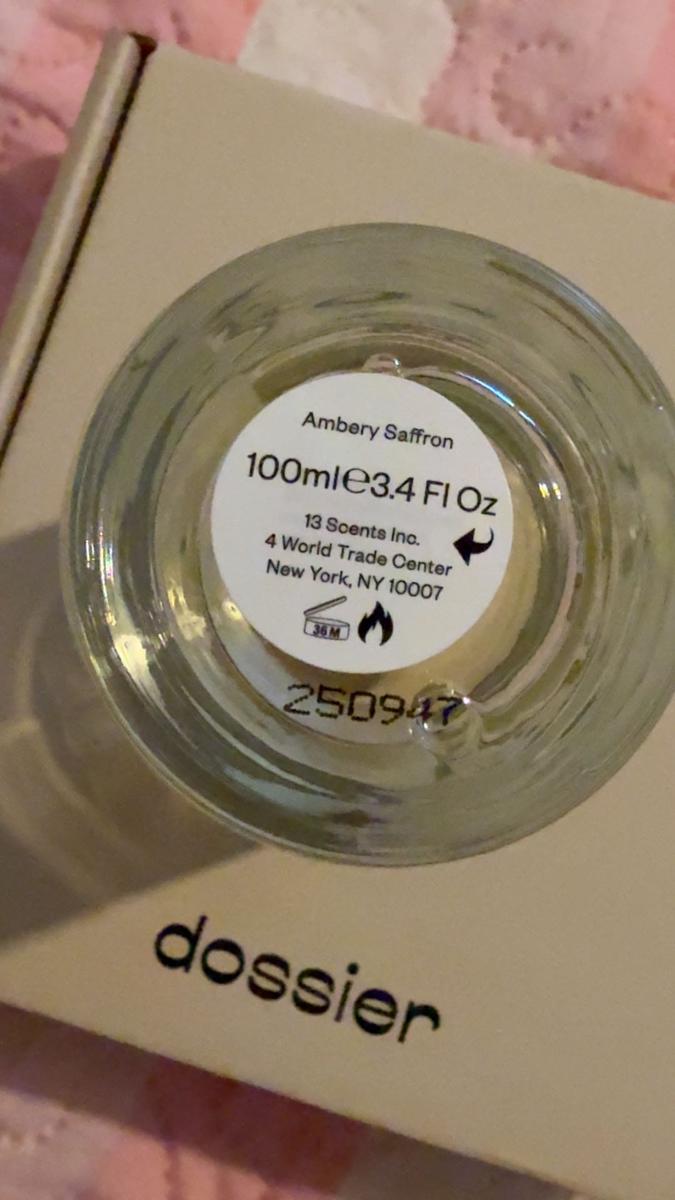 Ambery Saffron
100ml℮3.4 Fl Oz
13 Scents Inc.
4 World Trade Center
New York, NY 10007
36M
250947
dossier